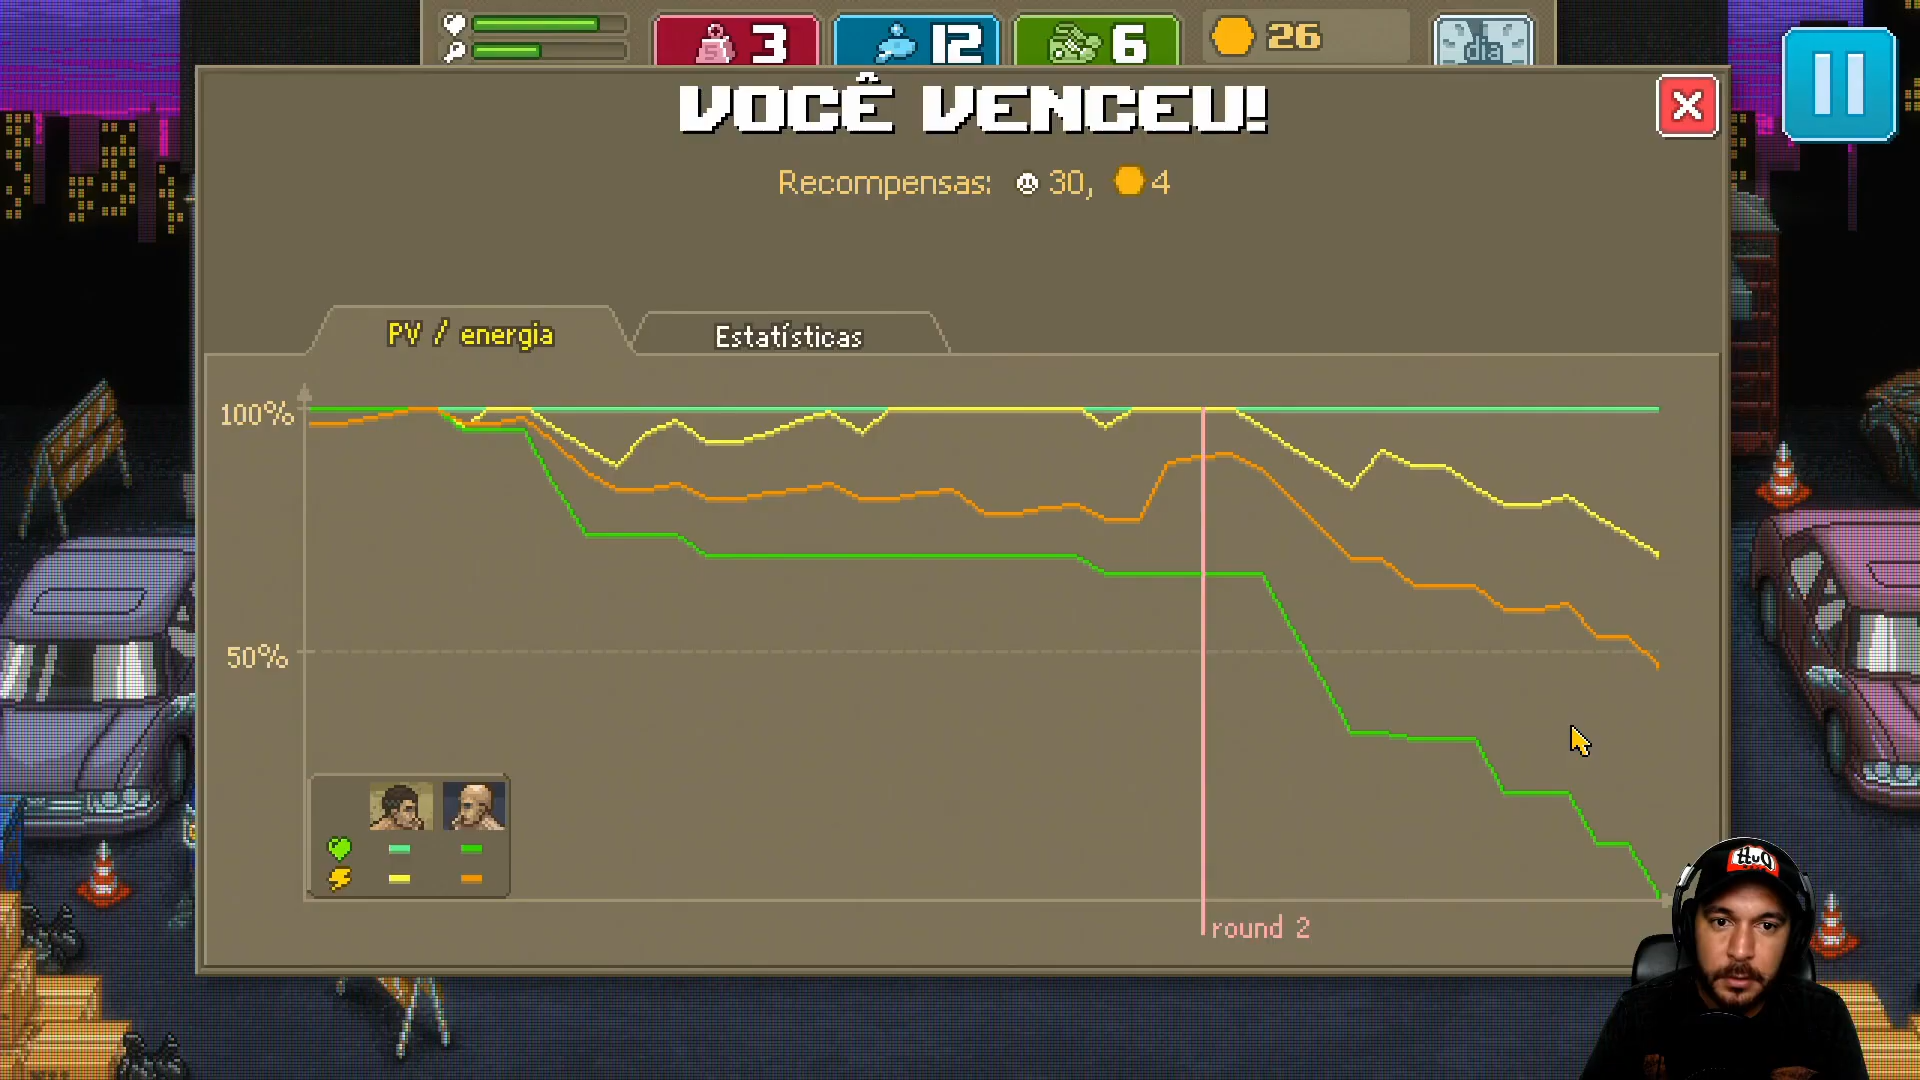 3
12
6
26
dia
VOCÊ VENCEU!
Recompensas: 30, 4
PV / energia
Estatísticas
100%
50%
round 2